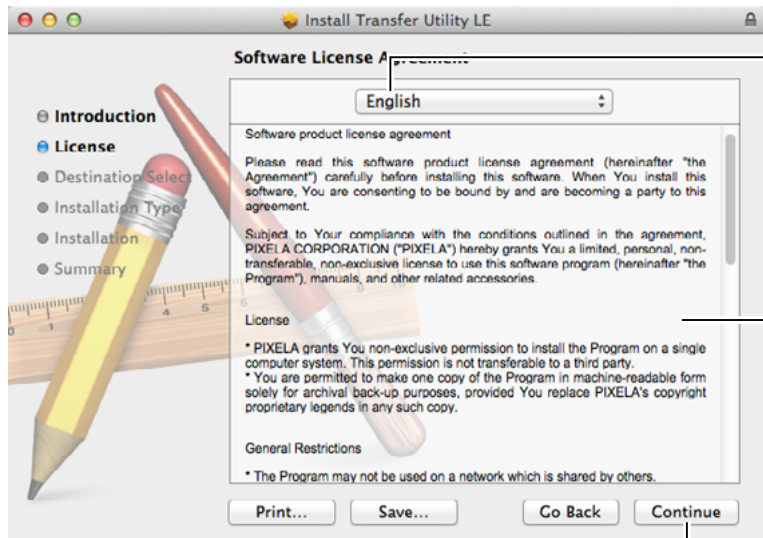 Install Transfer Utility LE
Software License Agreement
English
Introduction
License
Destination Select
Installation Type
Installation
Summary
Software product license agreement
Please read this software product license agreement (hereinafter "the
Agreement") carefully before installing this software. When You install this
software, You are consenting to be bound by and are becoming a party to this
agreement.
Subject to Your compliance with the conditions outlined in the agreement,
PIXELA CORPORATION ("PIXELA") hereby grants You a limited, personal, non-
transferable, non-exclusive license to use this software program (hereinafter "the
Program"), manuals, and other related accessories.
License
* PIXELA grants You non-exclusive permission to install the Program on a single
computer system. This permission is not transferable to a third party.
* You are permitted to make one copy of the Program in machine-readable form
solely for archival back-up purposes, provided You replace PIXELA's copyright
proprietary legends in any such copy.
General Restrictions
* The Program may not be used on a network which is shared by others.
Print...
Save...
Go Back
Continue
0 1 4 5 6